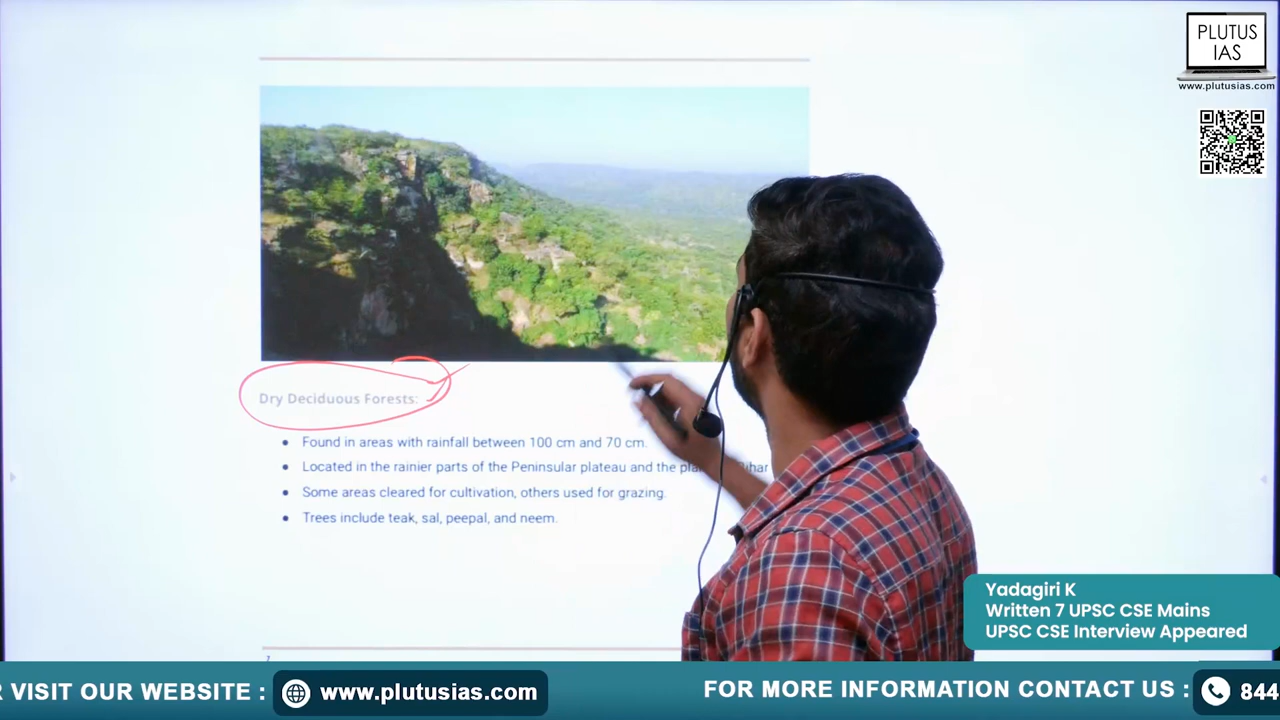 PLUTUS
IAS
www.plutusias.com
Dry Deciduous Forests:
Found in areas with rainfall between 100 cm and 70 cm.
Located in the rainier parts of the Peninsular plateau and the Bihar
Some areas cleared for cultivation, others used for grazing.
Trees include teak, sal, peepal, and neem.
Yadagiri K
Written 7 UPSC CSE Mains
UPSC CSE Interview Appeared
7
R VISIT OUR WEBSITE :
www.plutusias.com
FOR MORE INFORMATION CONTACT US :
844